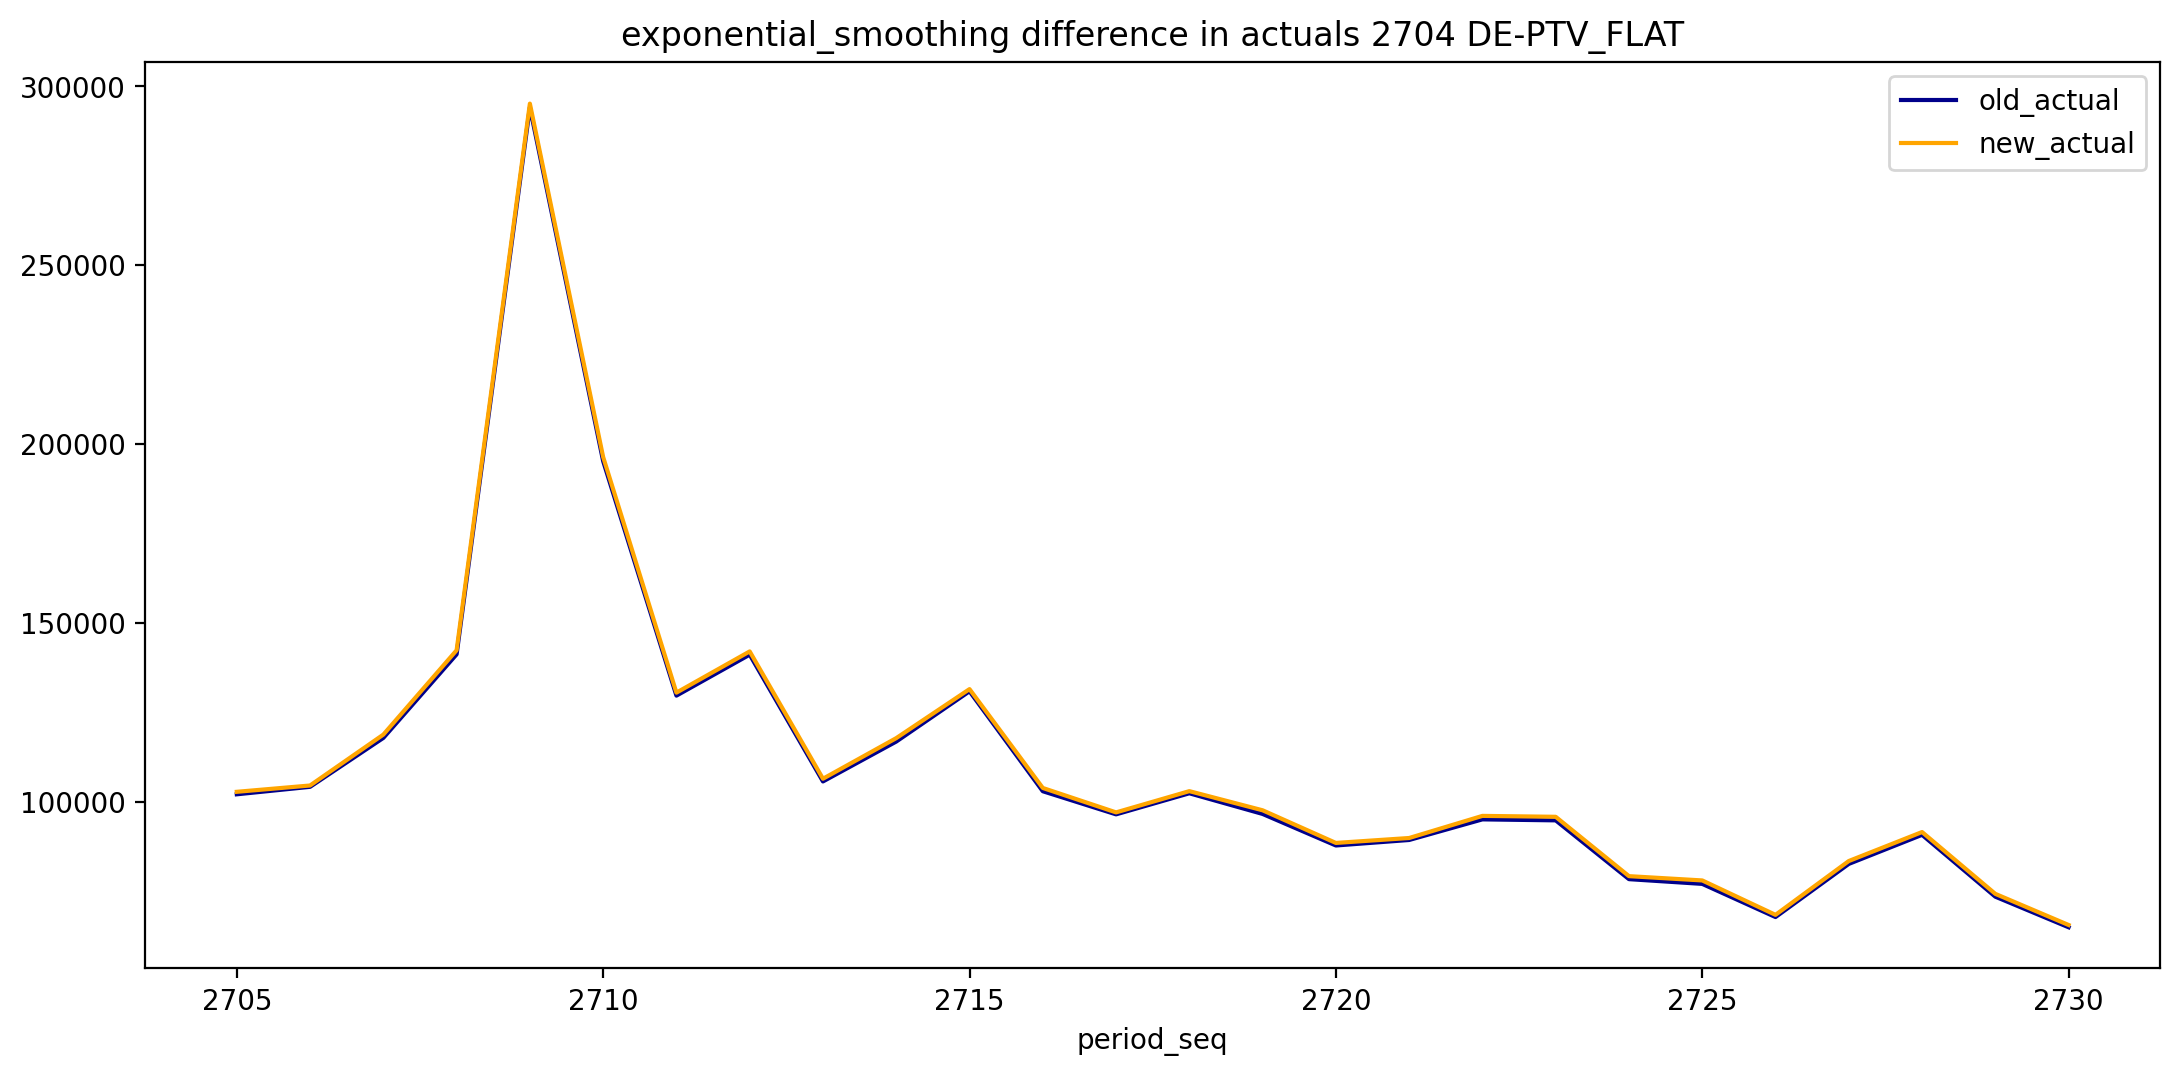 exponential_smoothing difference in actuals 2704 DE-PTV_FLAT
old_actual
new_actual
300000
250000
200000
150000
100000
2705 2710 2715 2720 2725 2730
period_seq